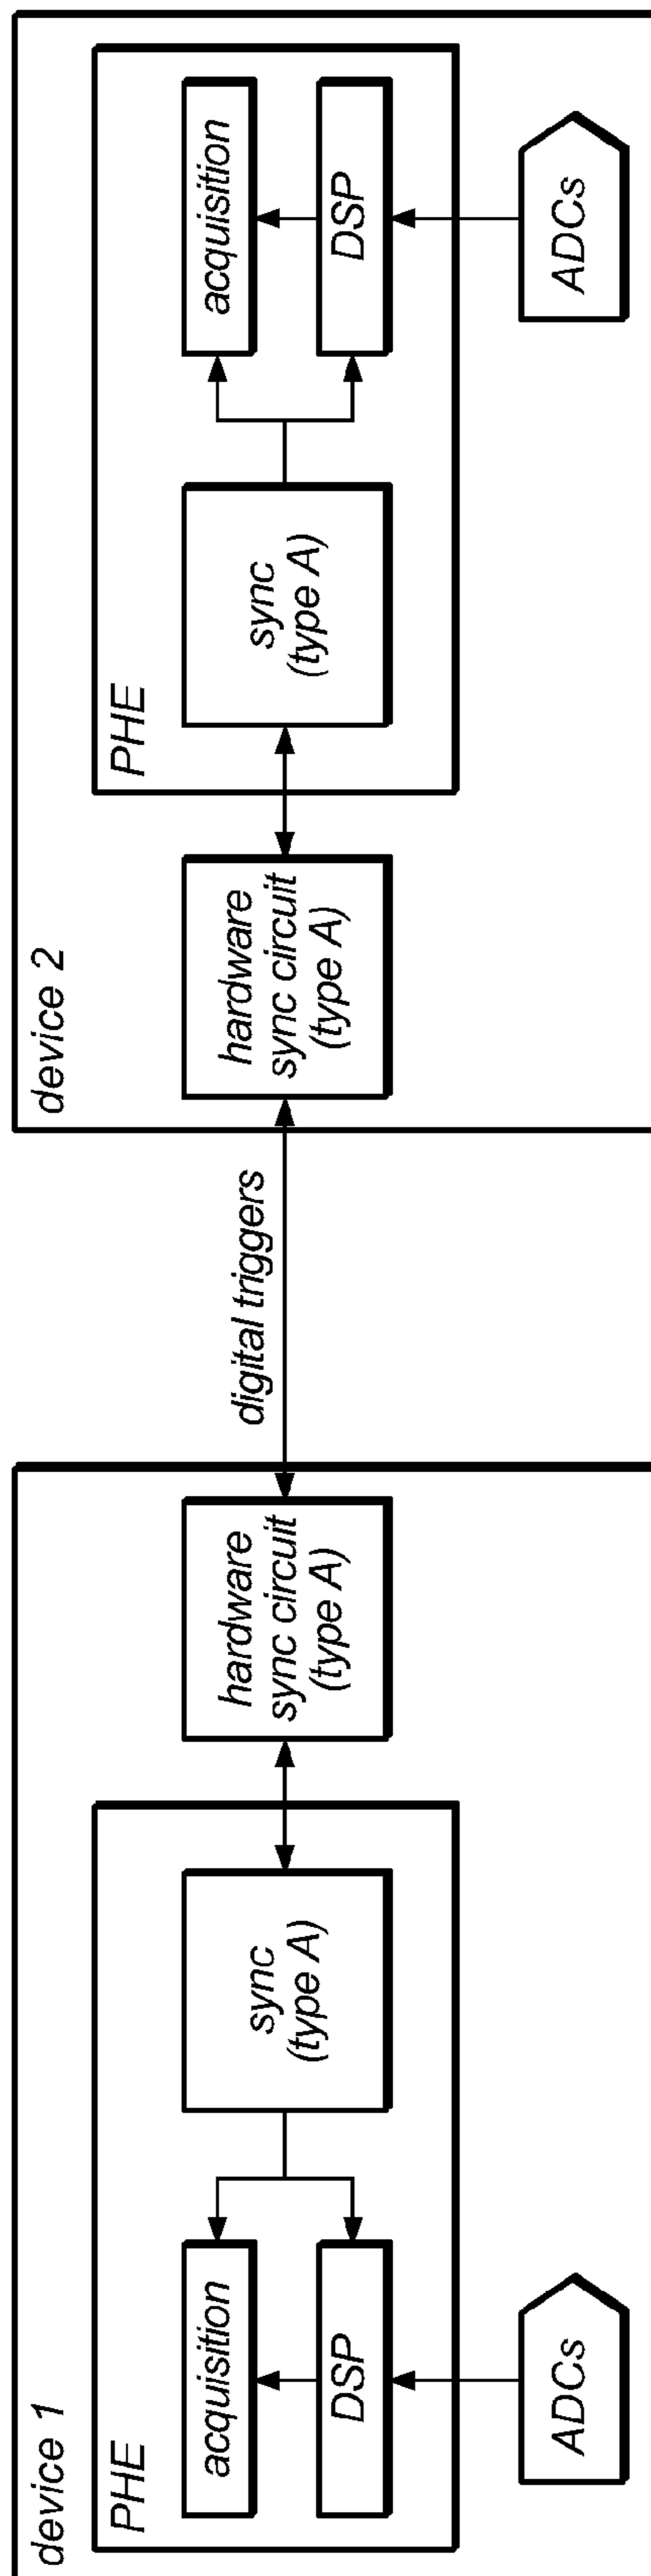 device 1
PHE
acquisition
DSP
ADCs
sync
(type A)
hardware
sync circuit
(type A)
digital triggers
device 2
hardware
sync circuit
(type A)
PHE
sync
(type A)
acquisition
DSP
ADCs